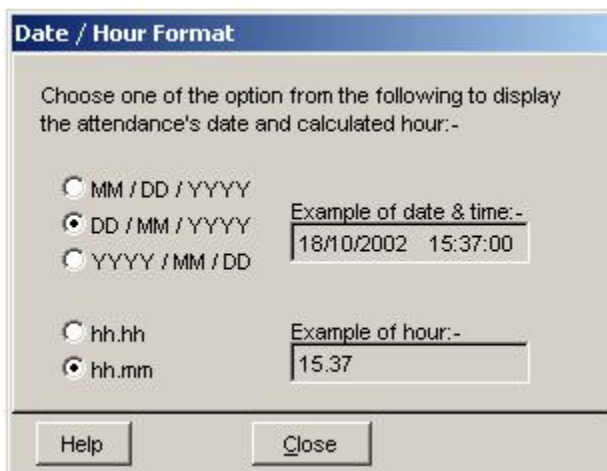 Date / Hour Format
Choose one of the option from the following to display
the attendance's date and calculated hour:-
MM / DD / YYYY
DD / MM / YYYY
YYYY / MM / DD
Example of date & time:-
18/10/2002 15:37:00
hh.hh
hh.mm
Example of hour:-
15.37
Help
Close